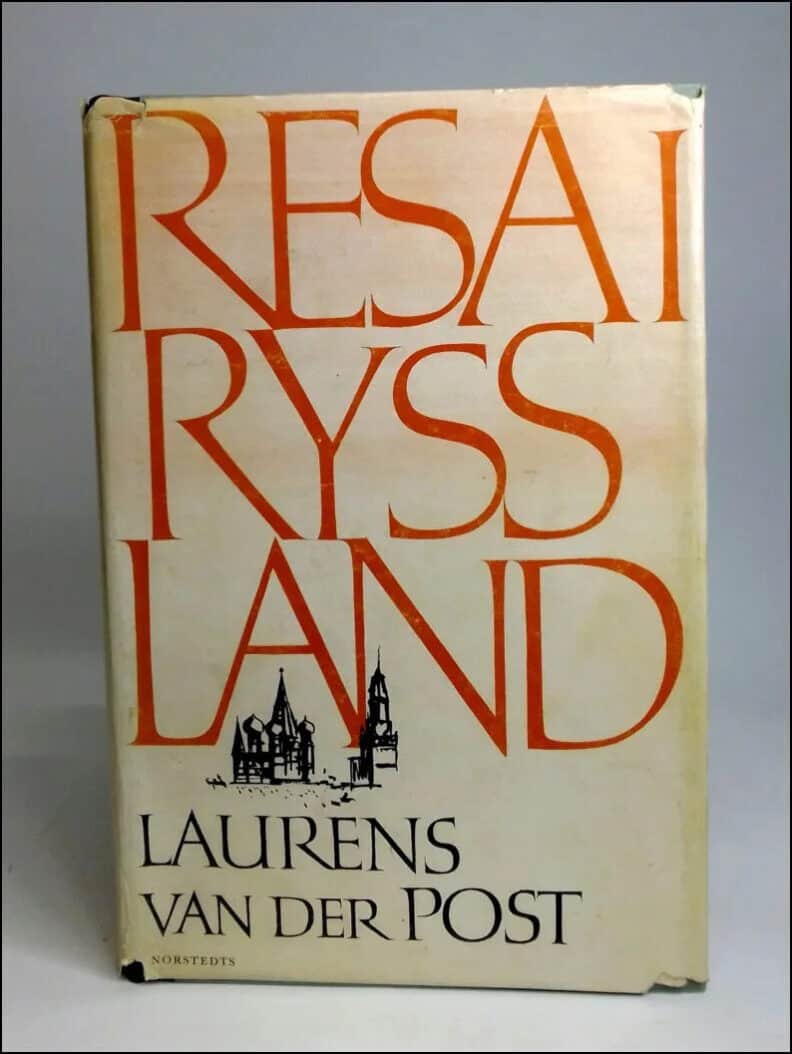 RESA I
RYSS
LAND
LAURENS
VAN DER POST
NORSTEDTS